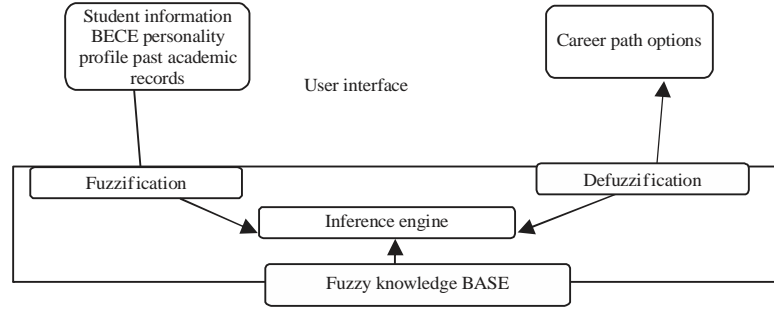 Student information
BECE personality
profile past academic
records
Career path options
User interface
Fuzzification
Defuzzification
Inference engine
Fuzzy knowledge BASE